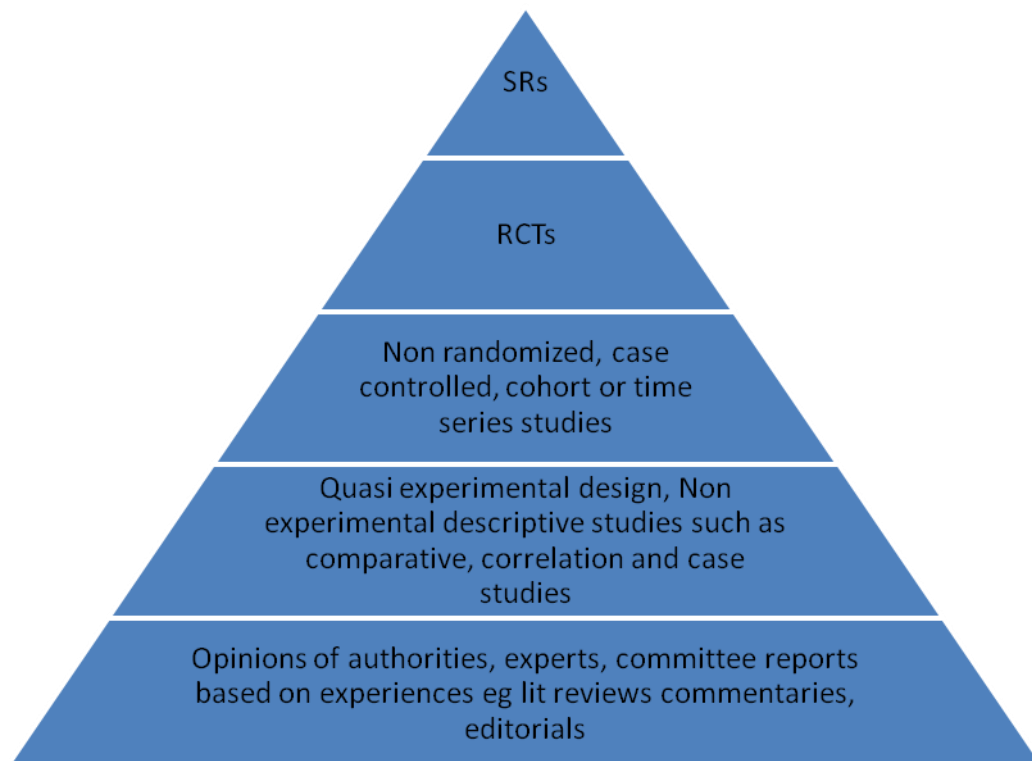 SRs
RCTs
Non randomized, case
controlled, cohort or time
series studies
Quasi experimental design, Non
experimental descriptive studies such as
comparative, correlation and case
studies
Opinions of authorities, experts, committee reports
based on experiences eg lit reviews commentaries,
editorials